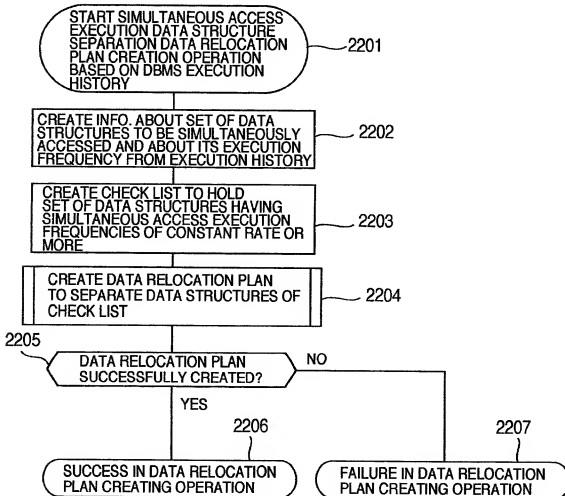 START SIMULTANEOUS ACCESS
EXECUTION DATA STRUCTURE
SEPARATION DATA RELOCATION
PLAN CREATION OPERATION
BASED ON DBMS EXECUTION
HISTORY
2201
CREATE INFO. ABOUT SET OF DATA
STRUCTURES TO BE SIMULTANEOUSLY
ACCESSED AND ABOUT ITS EXECUTION
FREQUENCY FROM EXECUTION HISTORY
2202
CREATE CHECK LIST TO HOLD
SET OF DATA STRUCTURES HAVING
SIMULTANEOUS ACCESS EXECUTION
FREQUENCIES OF CONSTANT RATE OR
MORE
2203
CREATE DATA RELOCATION PLAN
TO SEPARATE DATA STRUCTURES OF
CHECK LIST
2204
2205
DATA RELOCATION PLAN
SUCCESSFULLY CREATED?
NO
YES
2206
SUCCESS IN DATA RELOCATION
PLAN CREATING OPERATION
2207
FAILURE IN DATA RELOCATION
PLAN CREATING OPERATION